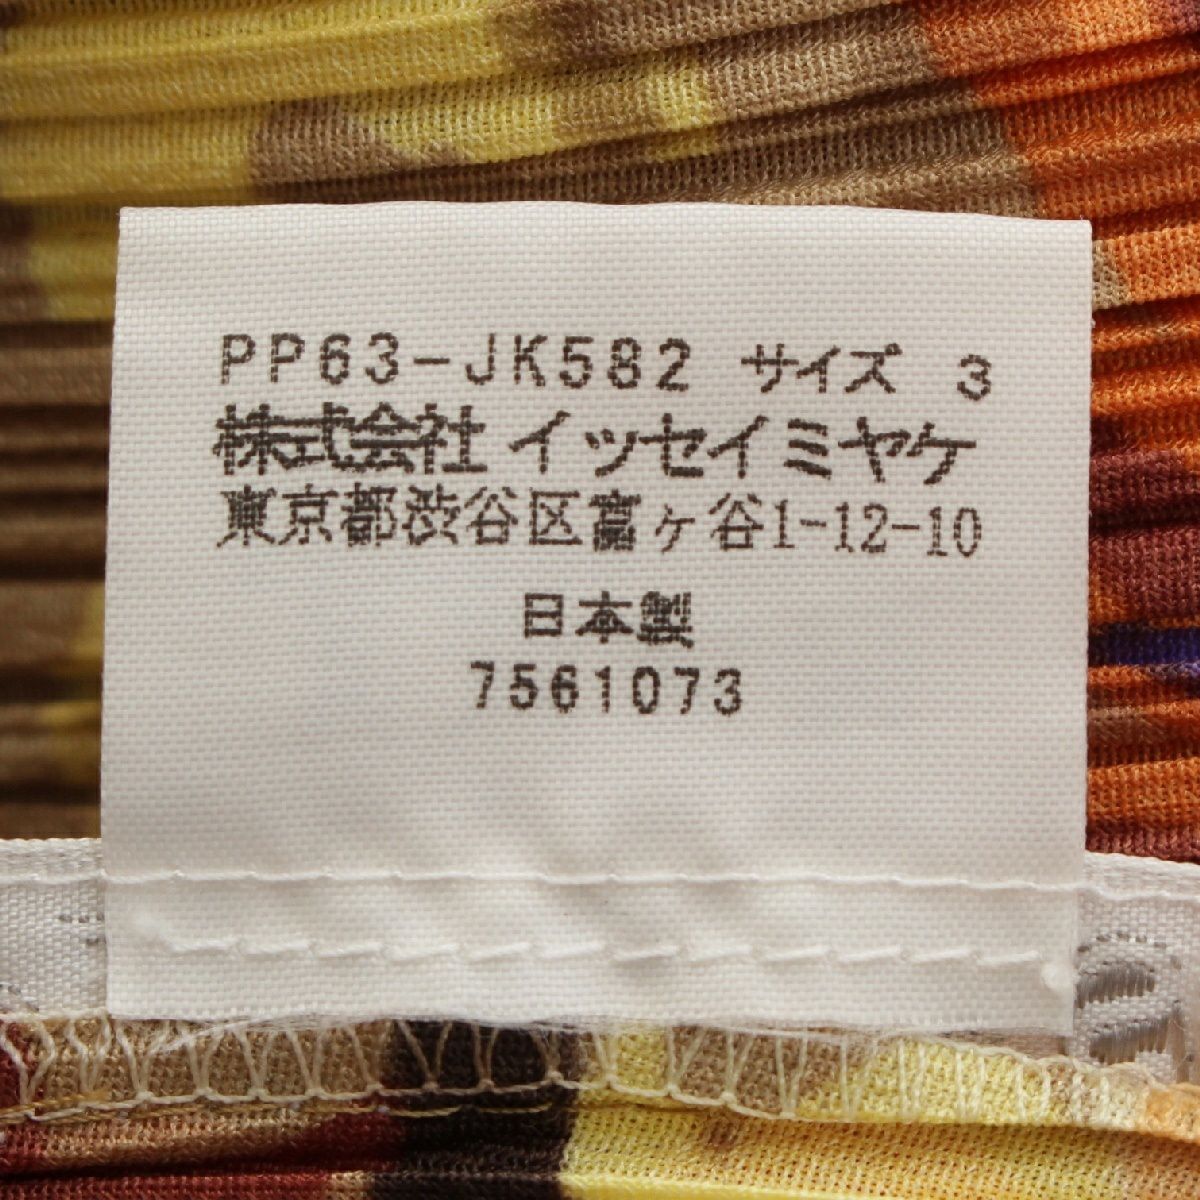 PP63-JK582 サイズ 3
株式会社 イッセイミヤケ
東京都渋谷区富ヶ谷1-12-10
日本製
7561073